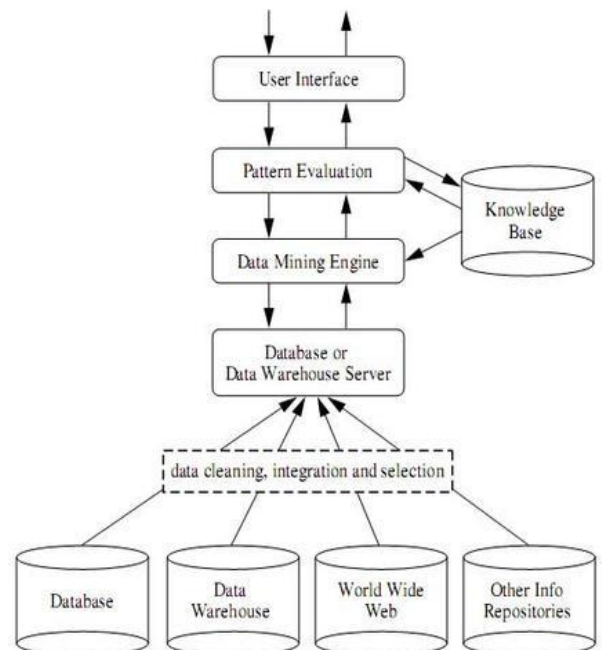 User Interface
Pattern Evaluation
Knowledge
Base
Data Mining Engine
Database or
Data Warehouse Server
data cleaning, integration and selection
Database
Data
Warehouse
World Wide
Web
Other Info
Repositories